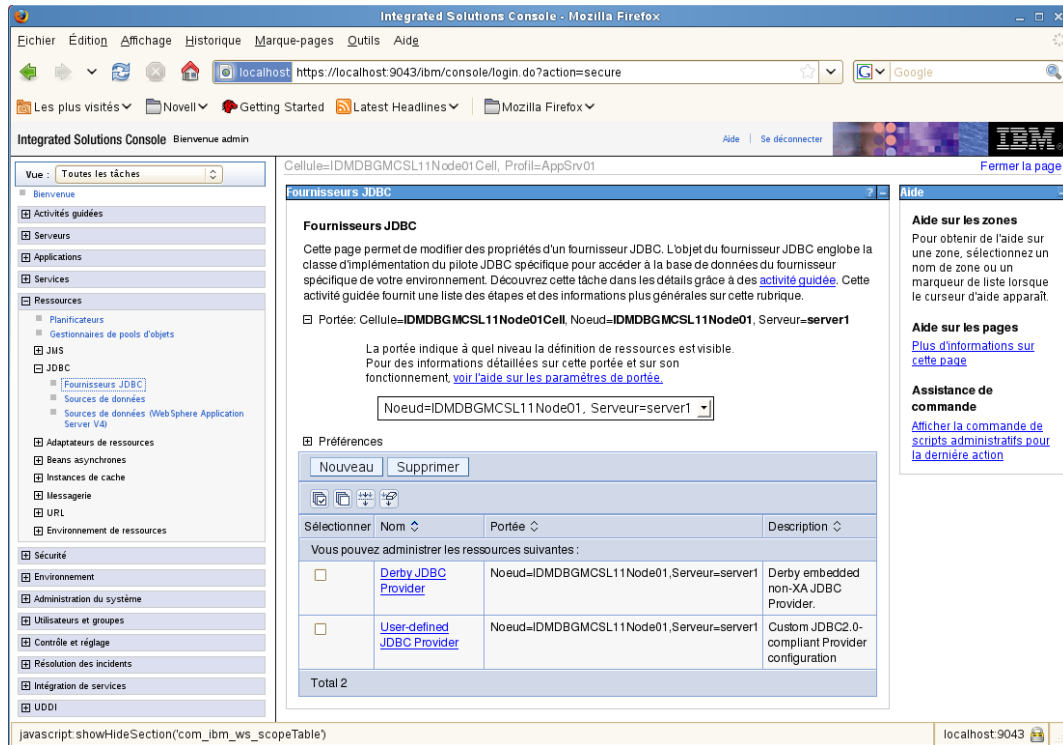 Integrated Solutions Console - Mozilla Firefox
Fichier Édition Affichage Historique Marque-pages Outils Aide
localhost https://localhost:9043/ibm/console/login.do?action=secure
Google
Les plus visités Novell Getting Started Latest Headlines Mozilla Firefox
Integrated Solutions Console Bienvenue admin
Aide Se déconnecter
IBM
Vue : Toutes les tâches
Bienvenue
Activités guidées
Serveurs
Applications
Services
Ressources
Planificateurs
Gestionnaires de pools d'objets
JMS
JDBC
Fournisseurs JDBC
Sources de données
Sources de données (WebSphere Application
Server V4)
Adaptateurs de ressources
Beans asynchrones
Instances de cache
Messagerie
URL
Environnement de ressources
Sécurité
Environnement
Administration du système
Utilisateurs et groupes
Contrôle et réglage
Résolution des incidents
Intégration de services
UDDI
Cellule=IDMDBGMCSL11Node01Cell, Profil=AppSrv01
Fermer la page
Fournisseurs JDBC
?
Fournisseurs JDBC
Cette page permet de modifier des propriétés d'un fournisseur JDBC. L'objet du fournisseur JDBC englobe la
classe d'implémentation du pilote JDBC spécifique pour accéder à la base de données du fournisseur
spécifique de votre environnement. Découvrez cette tâche dans les détails grâce à des activité guidée. Cette
activité guidée fournit une liste des étapes et des informations plus générales sur cette rubrique.
Portée: Cellule=IDMDBGMCSL11Node01Cell, Noeud=IDMDBGMCSL11Node01, Serveur=server1
La portée indique à quel niveau la définition de ressources est visible.
Pour des informations détaillées sur cette portée et sur son
fonctionnement, voir l'aide sur les paramètres de portée.
Noeud=IDMDBGMCSL11Node01, Serveur=server1
Préférences
Nouveau Supprimer
Sélectionner Nom Portée Description
Vous pouvez administrer les ressources suivantes :
Derby JDBC Noeud=IDMDBGMCSL11Node01,Serveur=server1 Derby embedded
Provider non-XA JDBC
Provider.
User-defined Noeud=IDMDBGMCSL11Node01,Serveur=server1 Custom JDBC2.0-
JDBC Provider compliant Provider
configuration
Total 2
Aide
Aide sur les zones
Pour obtenir de l'aide sur
une zone, sélectionnez un
nom de zone ou un
marqueur de liste lorsque
le curseur d'aide apparaît.
Aide sur les pages
Plus d'informations sur
cette page
Assistance de
commande
Afficher la commande de
scripts administratifs pour
la dernière action
javascript:showHideSection('com_ibm_ws_scopeTable')
localhost:9043